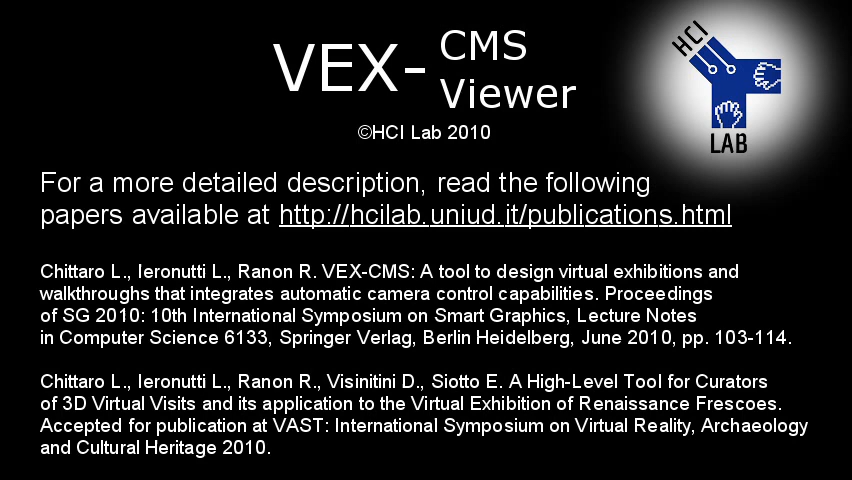 VEX-CMS
Viewer
©HCI Lab 2010
HCI
LAB
For a more detailed description, read the following
papers available at http://hcilab.uniud.it/publications.html
Chittaro L., Ieronutti L., Ranon R. VEX-CMS: A tool to design virtual exhibitions and
walkthroughs that integrates automatic camera control capabilities. Proceedings
of SG 2010: 10th International Symposium on Smart Graphics, Lecture Notes
in Computer Science 6133, Springer Verlag, Berlin Heidelberg, June 2010, pp. 103-114.
Chittaro L., Ieronutti L., Ranon R., Visinitini D., Siotto E. A High-Level Tool for Curators
of 3D Virtual Visits and its application to the Virtual Exhibition of Renaissance Frescoes.
Accepted for publication at VAST: International Symposium on Virtual Reality, Archaeology
and Cultural Heritage 2010.